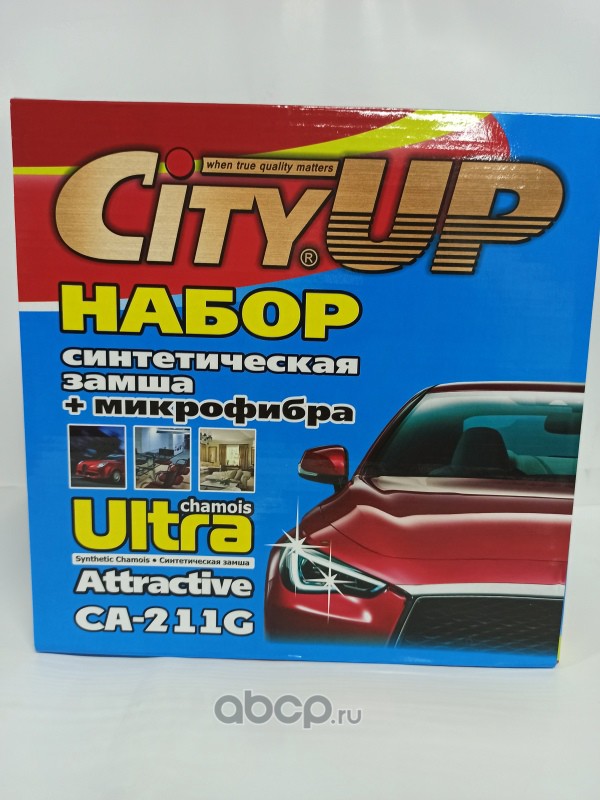 when true quality matters
CiTYUP®
НАБОР
синтетическая
замша
+ микрофибра
chamois
Ultra
Synthetic Chamois • Синтетическая замша
Attractive
CA-211G
abcp.ru